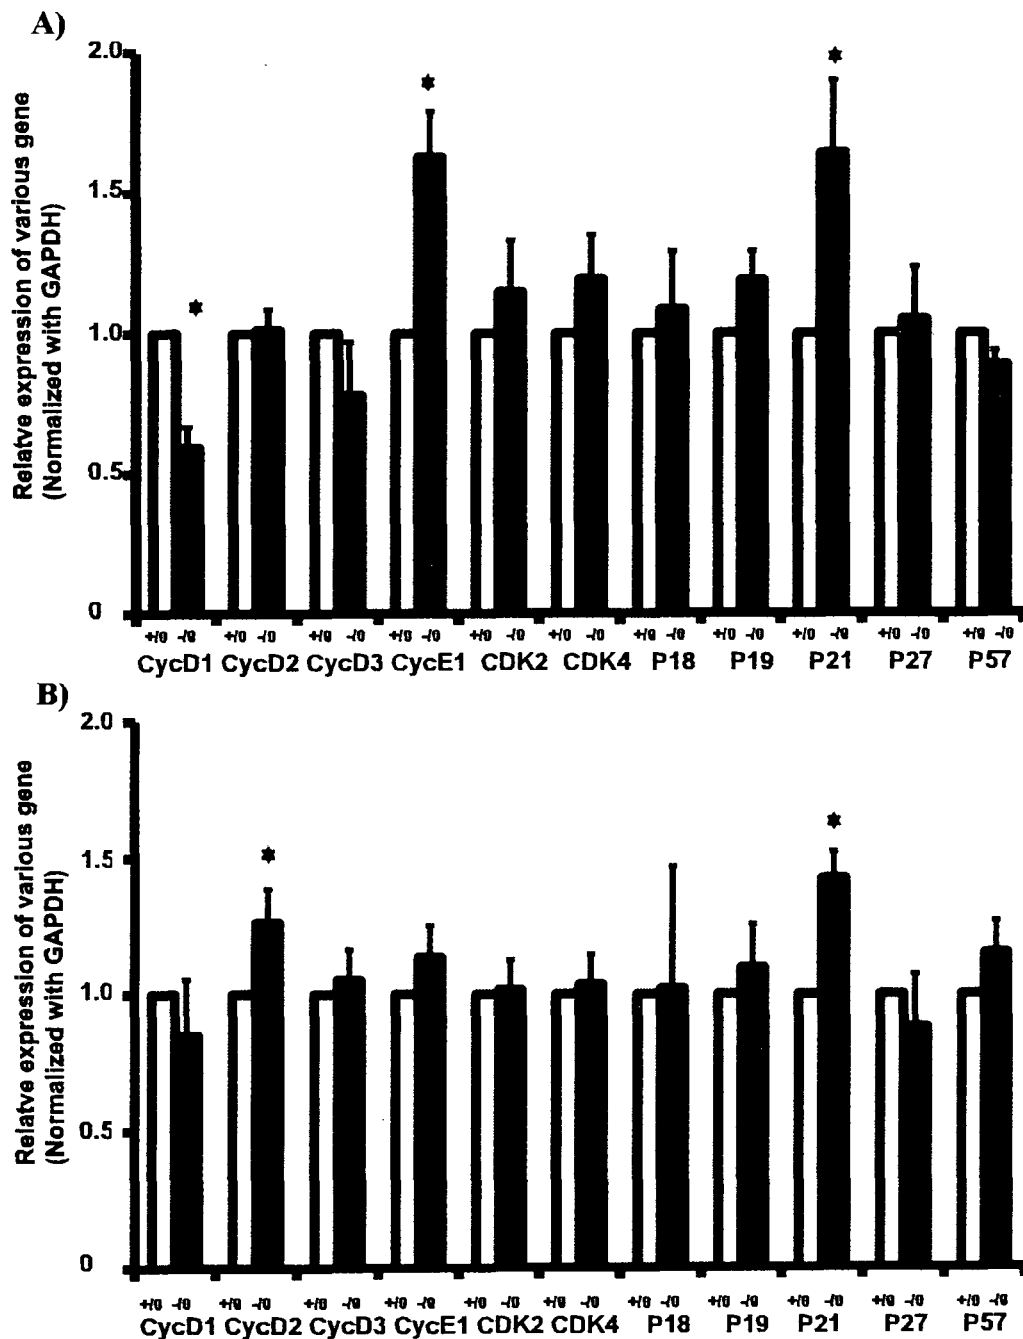 A)
Relatve expression of various gene
(Normalized with GAPDH)
2.0
*
*
1.5
*
1.0
0.5
0
+/0 -/0 +/0 -/0 +/0 -/0 +/0 -/0 +/0 -/0 +/0 -/0 +/0 -/0 +/0 -/0 +/0 -/0 +/0 -/0 +/0 -/0
CycD1 CycD2 CycD3 CycE1 CDK2 CDK4 P18 P19 P21 P27 P57
B)
Relatve expression of various gene
(Normalized with GAPDH)
2.0
*
1.5
*
1.0
0.5
0
+/0 -/0 +/0 -/0 +/0 -/0 +/0 -/0 +/0 -/0 +/0 -/0 +/0 -/0 +/0 -/0 +/0 -/0 +/0 -/0 +/0 -/0
CycD1 CycD2 CycD3 CycE1 CDK2 CDK4 P18 P19 P21 P27 P57